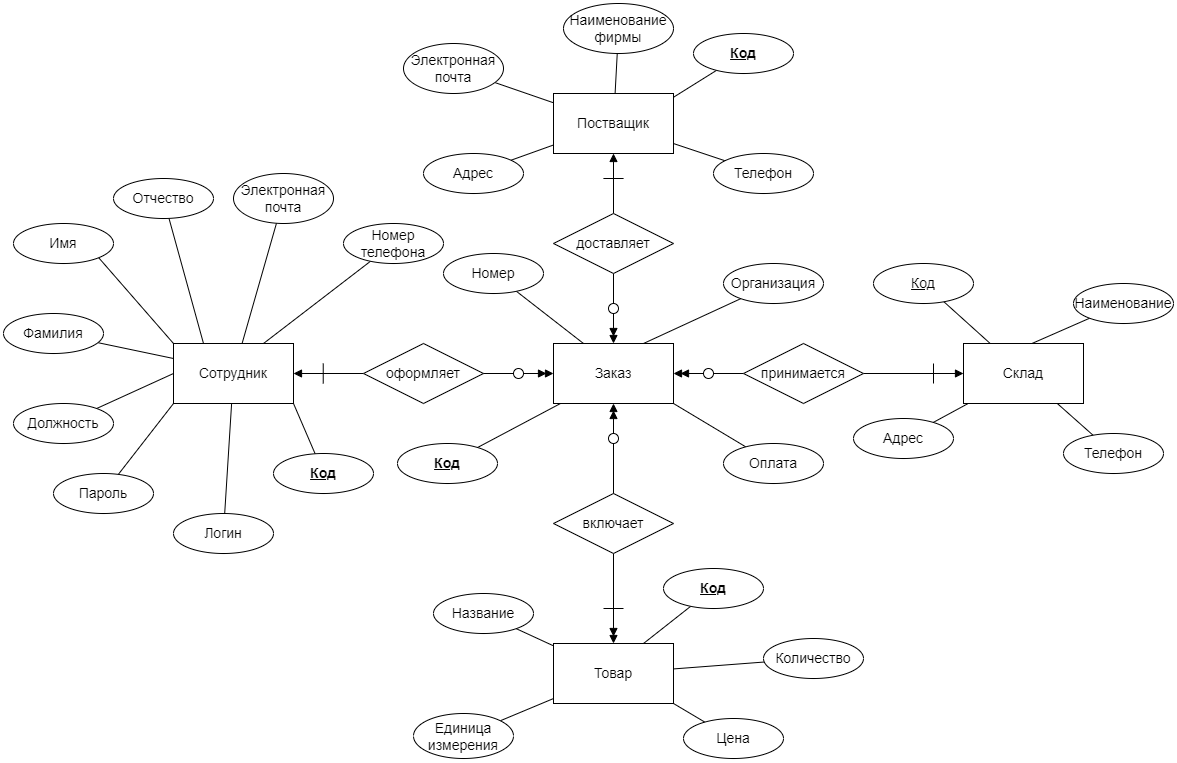 Наименование
фирмы
Код
Электронная
почта
Постващик
Адрес
Телефон
Отчество
Электронная
почта
Имя
Номер
телефона
доставляет
Номер
Организация
Код
Наименование
Фамилия
Сотрудник
оформляет
Заказ
принимается
Склад
Должность
Код
Код
Оплата
Адрес
Телефон
Пароль
Логин
включает
Код
Название
Количество
Товар
Единица
измерения
Цена